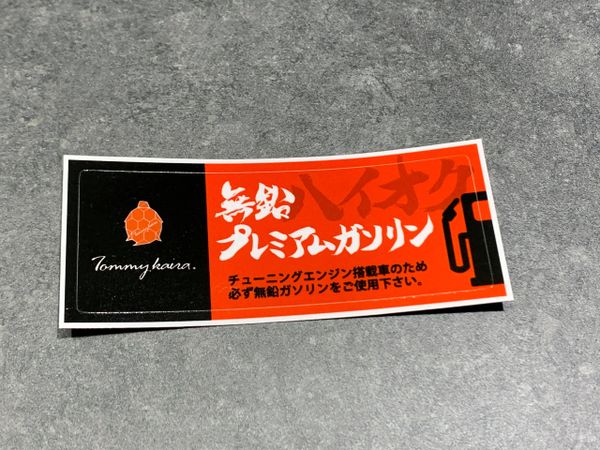 Tommykaira.
ハイオク
無鉛
プレミアムガソリン
チューニングエンジン搭載車のため
必ず無鉛ガソリンをご使用下さい。